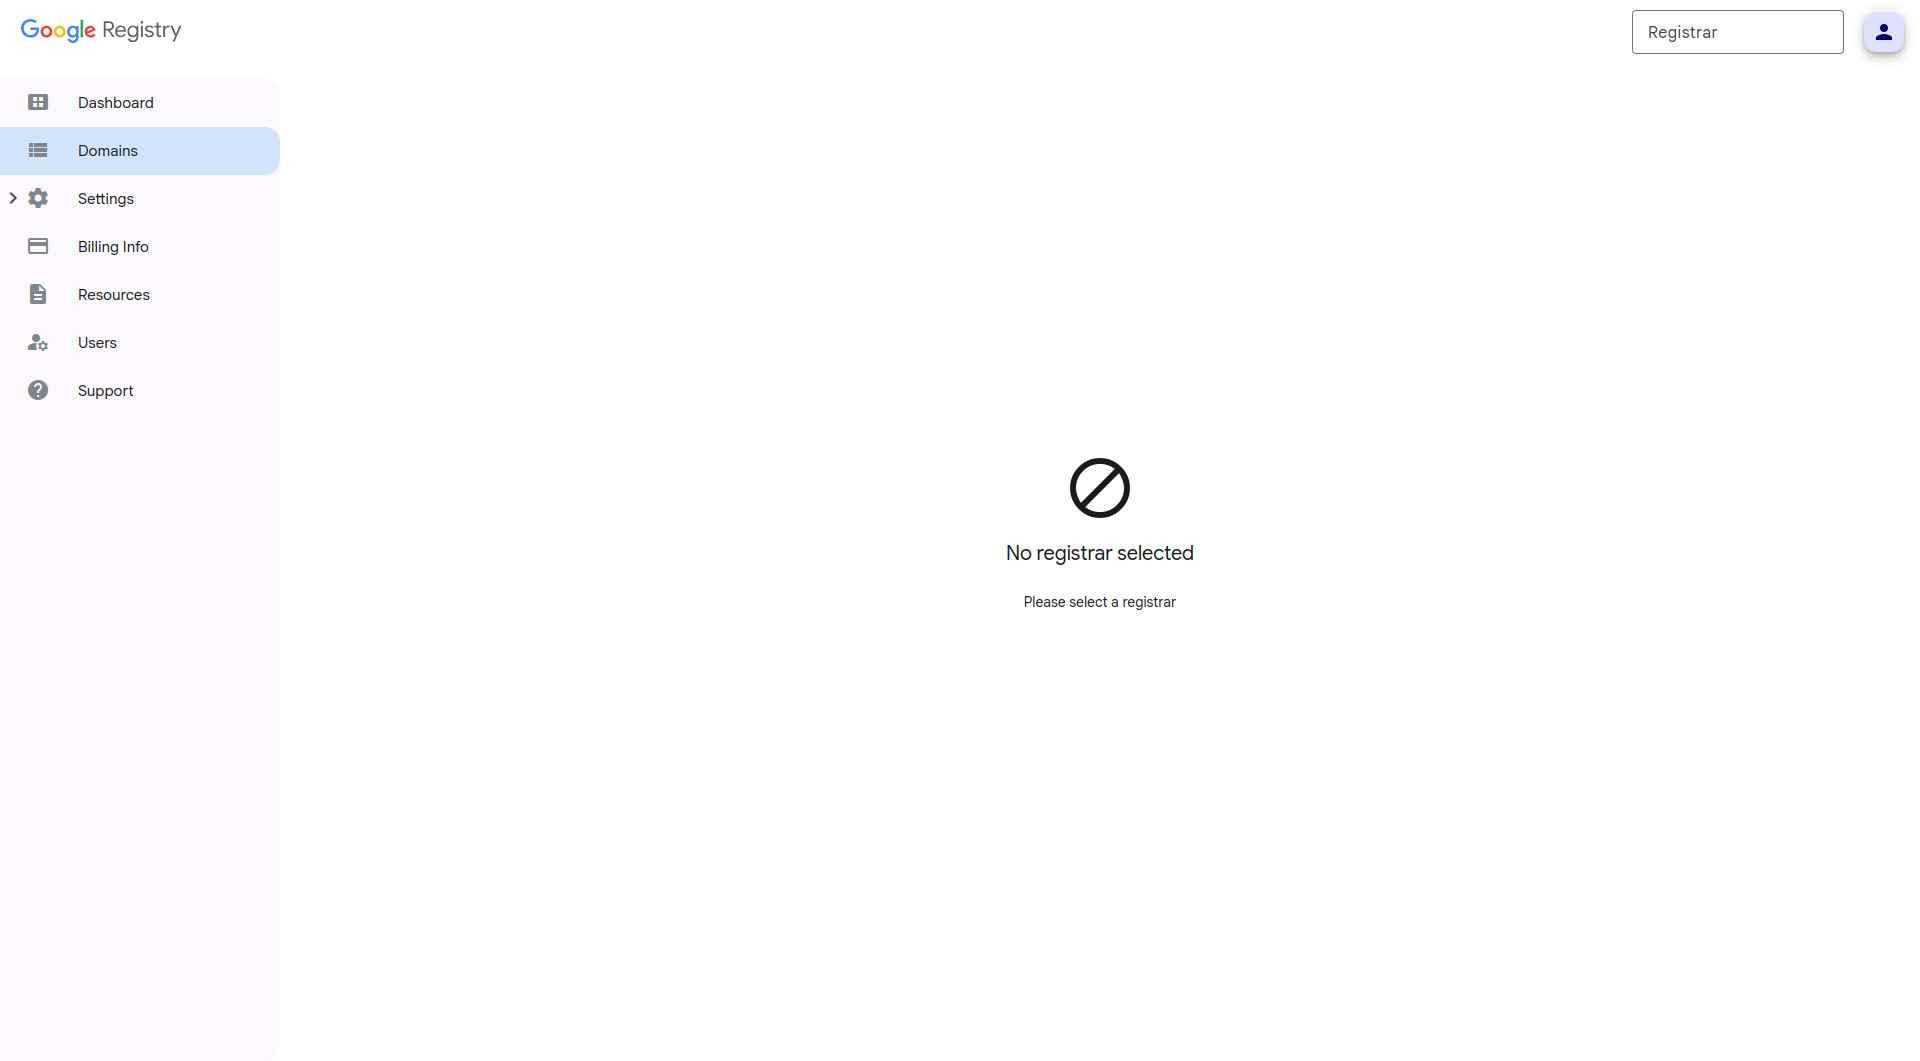 Google Registry
Registrar
Dashboard
Domains
Settings
Billing Info
Resources
Users
Support
No registrar selected
Please select a registrar